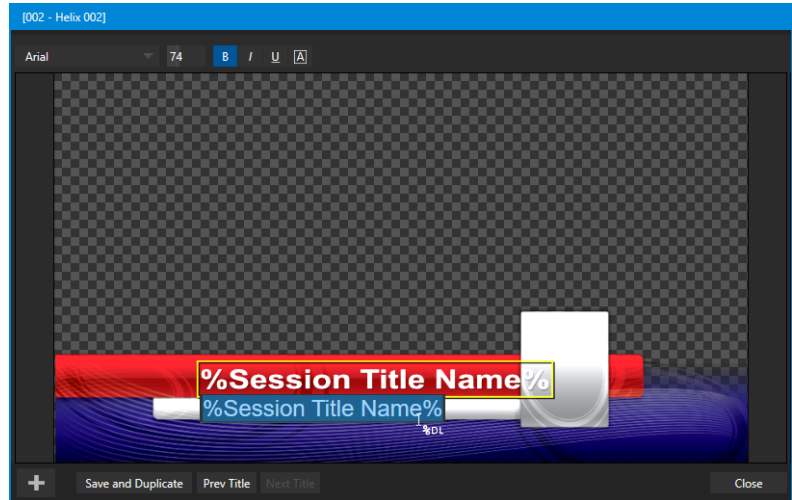 [002 - Helix 002]
Arial 74 B I U A
%Session Title Name%
%Session Title Name%
%DL
+ Save and Duplicate Prev Title Next Title Close